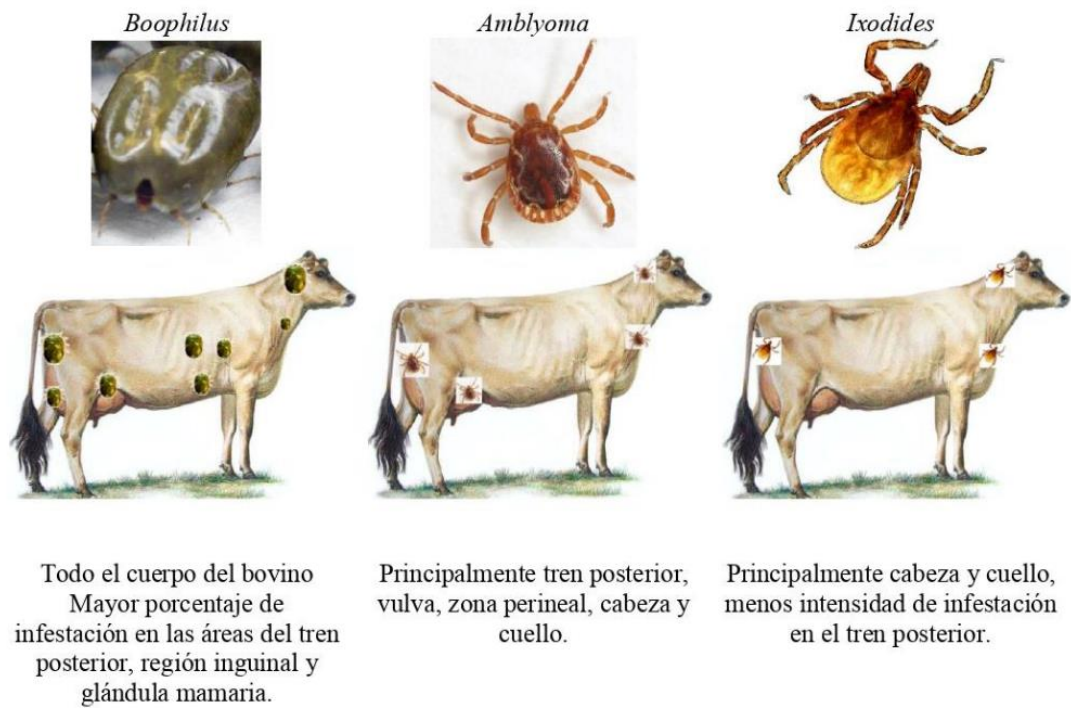 Boophilus
Amblyoma
Ixodides
Todo el cuerpo del bovino
Mayor porcentaje de
infestación en las áreas del tren
posterior, región inguinal y
glándula mamaria.
Principalmente tren posterior,
vulva, zona perineal, cabeza y
cuello.
Principalmente cabeza y cuello,
menos intensidad de infestación
en el tren posterior.